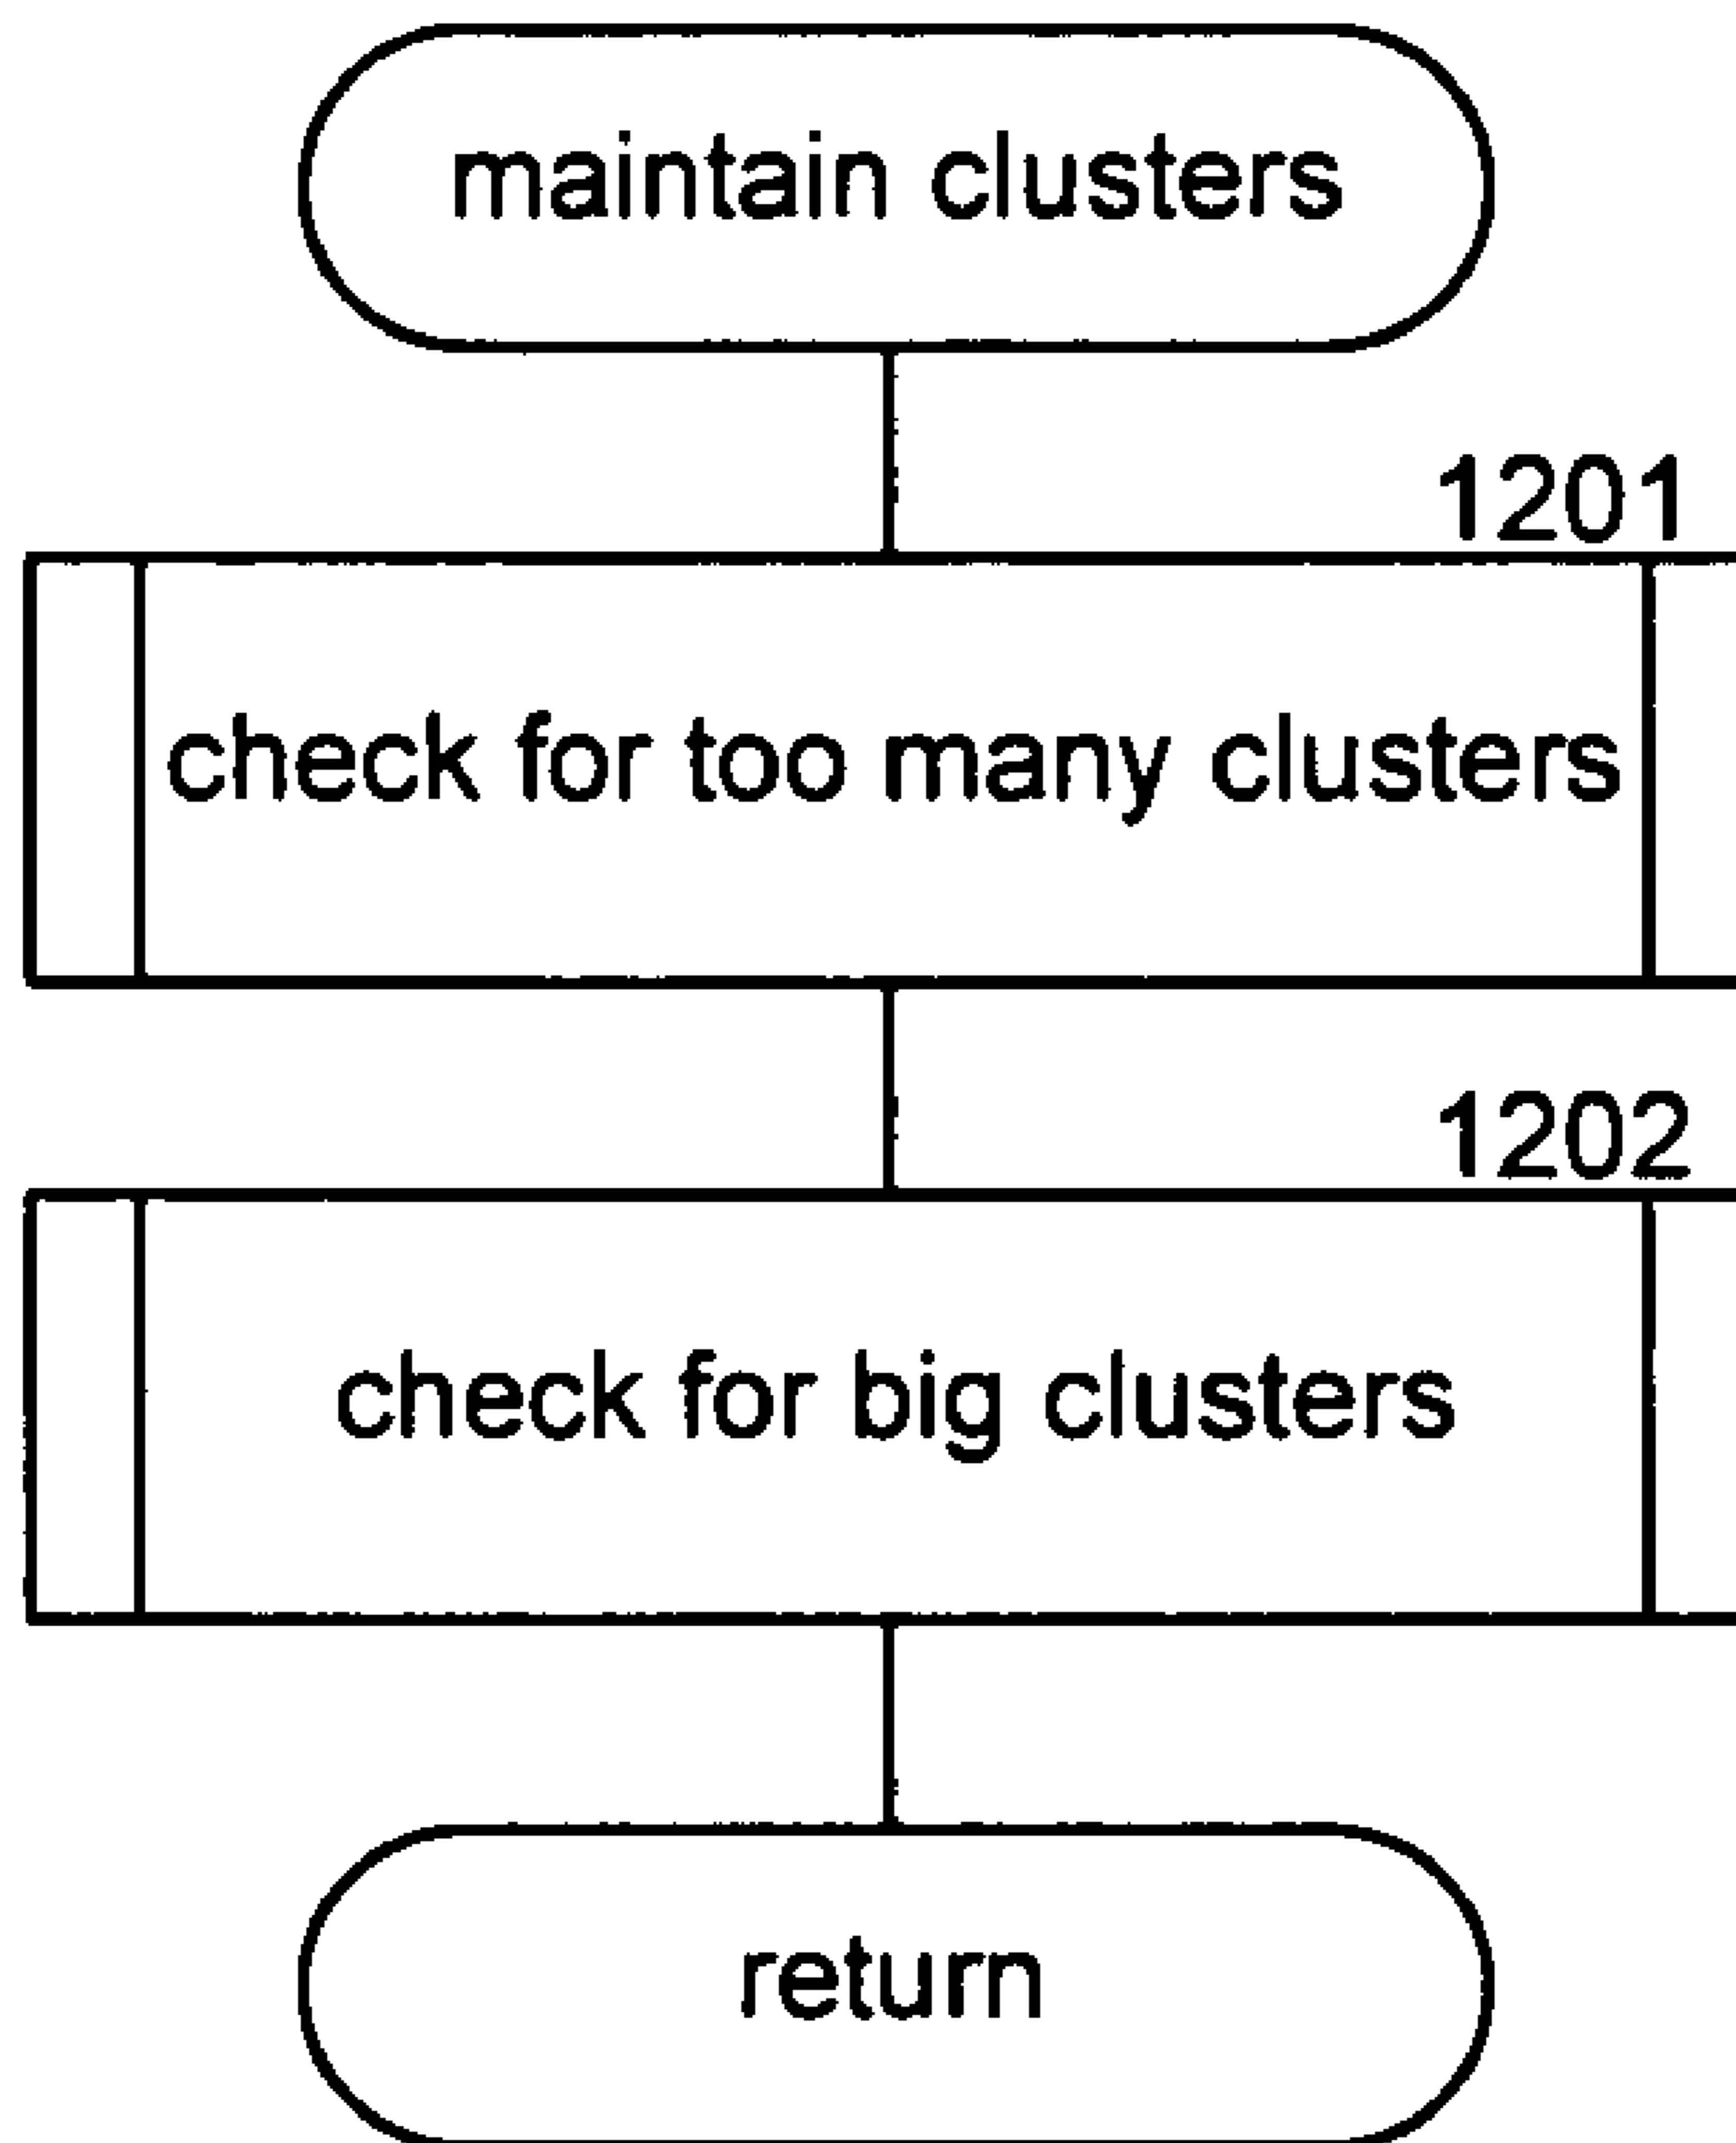 maintain clusters
1201
check for too many clusters
1202
check for big clusters
return